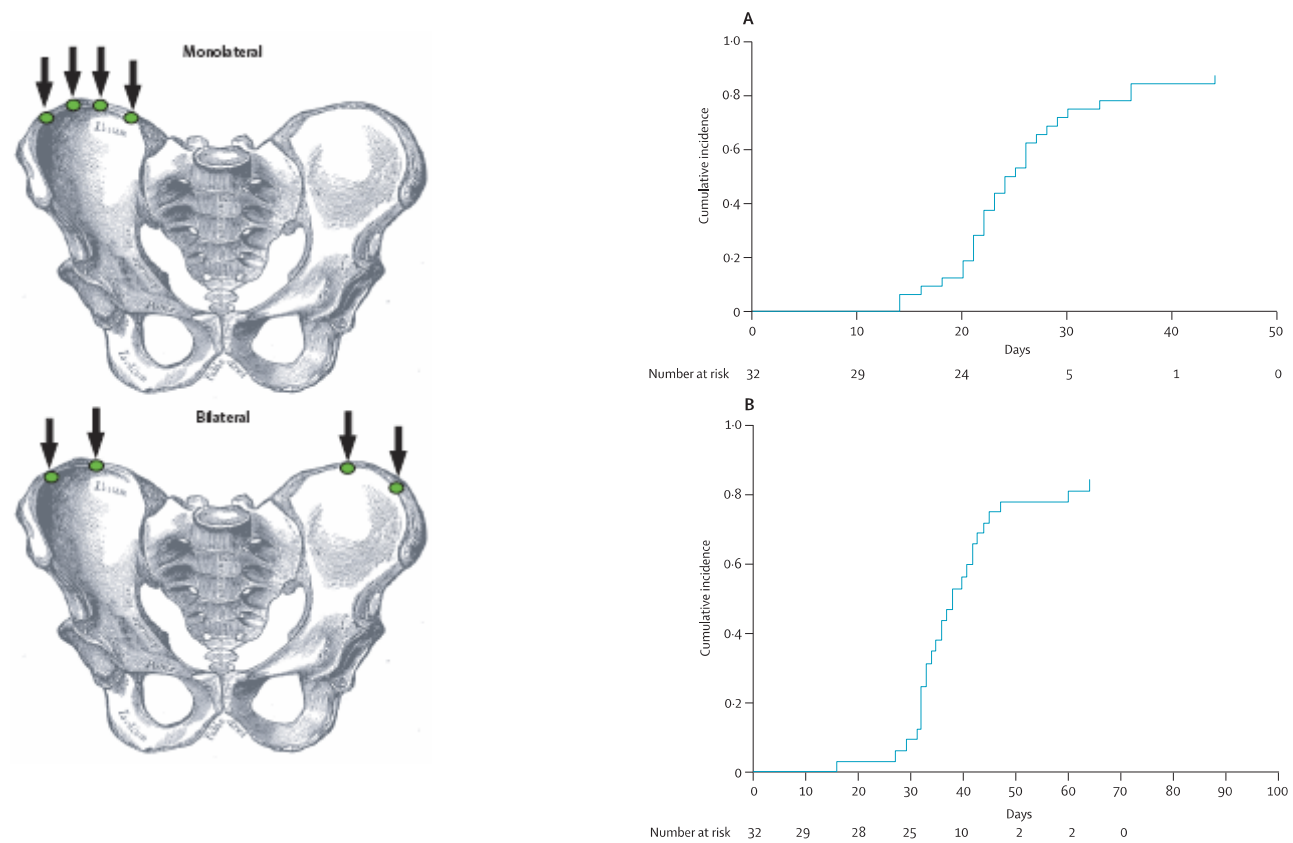 Monolateral
Ilium
Bilateral
Ilium
A
1·0
0·8
0·6
0·4
0·2
0
Cumulative incidence
0 10 20 30 40 50
Days
Number at risk 32 29 24 5 1 0
B
1·0
0·8
0·6
0·4
0·2
0
Cumulative incidence
0 10 20 30 40 50 60 70 80 90 100
Days
Number at risk 32 29 28 25 10 2 2 0